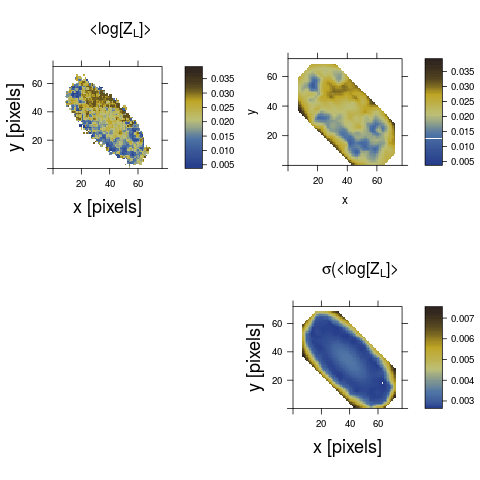 <log[Z_L]>
y [pixels]
60
40
20
20 40 60
x [pixels]
0.035
0.030
0.025
0.020
0.015
0.010
0.005
y
60
40
20
20 40 60
x
0.035
0.030
0.025
0.020
0.015
0.010
0.005
σ(<log[Z_L]>
y [pixels]
60
40
20
20 40 60
x [pixels]
0.007
0.006
0.005
0.004
0.003